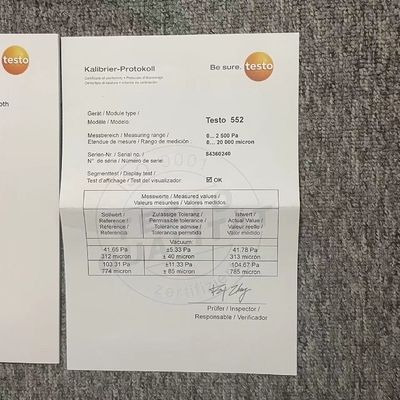 testo
oth
Kalibrier-Protokoll
Be sure. testo
Gerät / Module type /
Modèle / Modelo:
Testo 552
Messbereich / Measuring range /
Etendue de mesure / Rango de medición
0... 2 500 Pa
0... 20 000 micron
Serien-Nr / Serial no. /
N°. de série / Número de serie:
84360240
Segmenttest / Display test /
Test d'affichage / Test del visualizador:
OK
Messwerte / Measured values /
Valeurs mesurées / Valores medidos:
Sollwert / Reference / Référence / Referencia
Zulässige Toleranz / Permissible tolerance / Tolérance admise / Tolerancia permitida
Istwert / Actual Value / Valeur réelle / Valor medido
Vacuum:
41.65 Pa ±5.33 Pa 41.78 Pa
312 micron ± 40 micron 313 micron
103.31 Pa ±11.33 Pa 104.67 Pa
774 micron ± 85 micron 785 micron
Prüfer / Inspector /
Responsable / Verificador